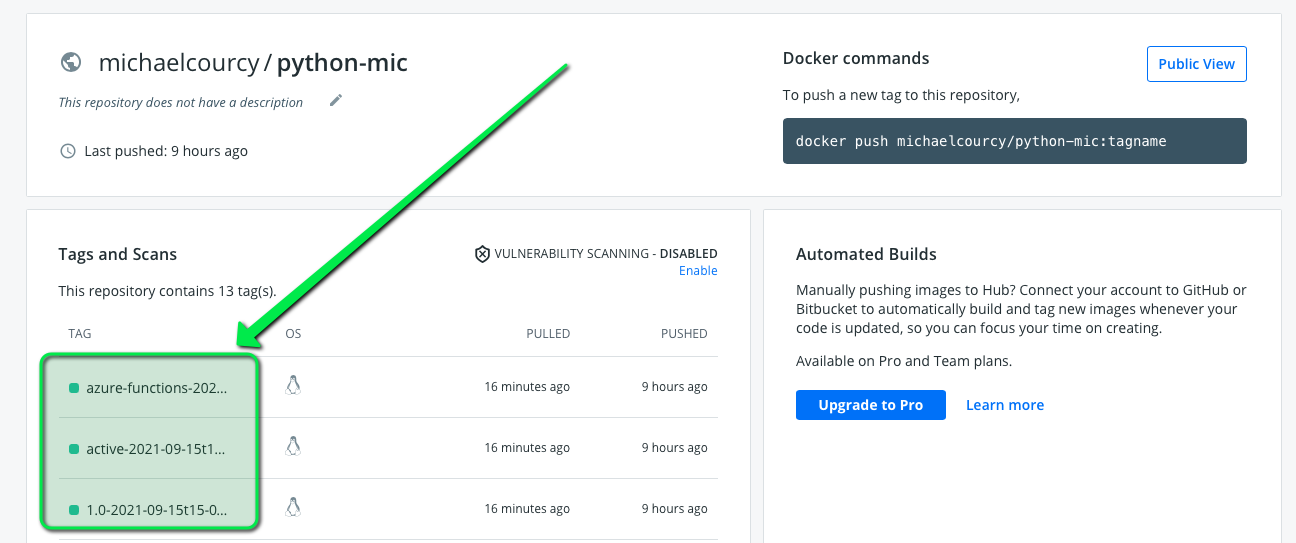 michaelcourcy / python-mic
This repository does not have a description
Last pushed: 9 hours ago
Docker commands
Public View
To push a new tag to this repository,
docker push michaelcourcy/python-mic:tagname
Tags and Scans
VULNERABILITY SCANNING - DISABLED
Enable
This repository contains 13 tag(s).
TAG OS PULLED PUSHED
azure-functions-202... 16 minutes ago 9 hours ago
active-2021-09-15t1... 16 minutes ago 9 hours ago
1.0-2021-09-15t15-0... 16 minutes ago 9 hours ago
Automated Builds
Manually pushing images to Hub? Connect your account to GitHub or
Bitbucket to automatically build and tag new images whenever your
code is updated, so you can focus your time on creating.
Available on Pro and Team plans.
Upgrade to Pro Learn more